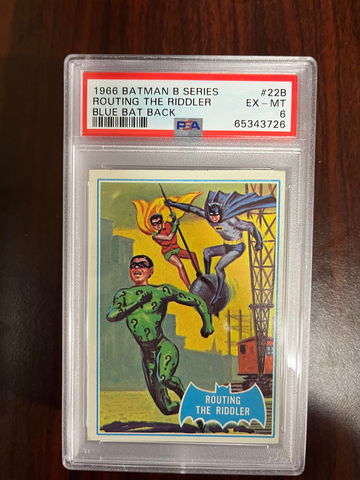 1966 BATMAN B SERIES #22B
ROUTING THE RIDDLER EX - MT
BLUE BAT BACK 6
PSA 65343726
ROUTING
THE RIDDLER